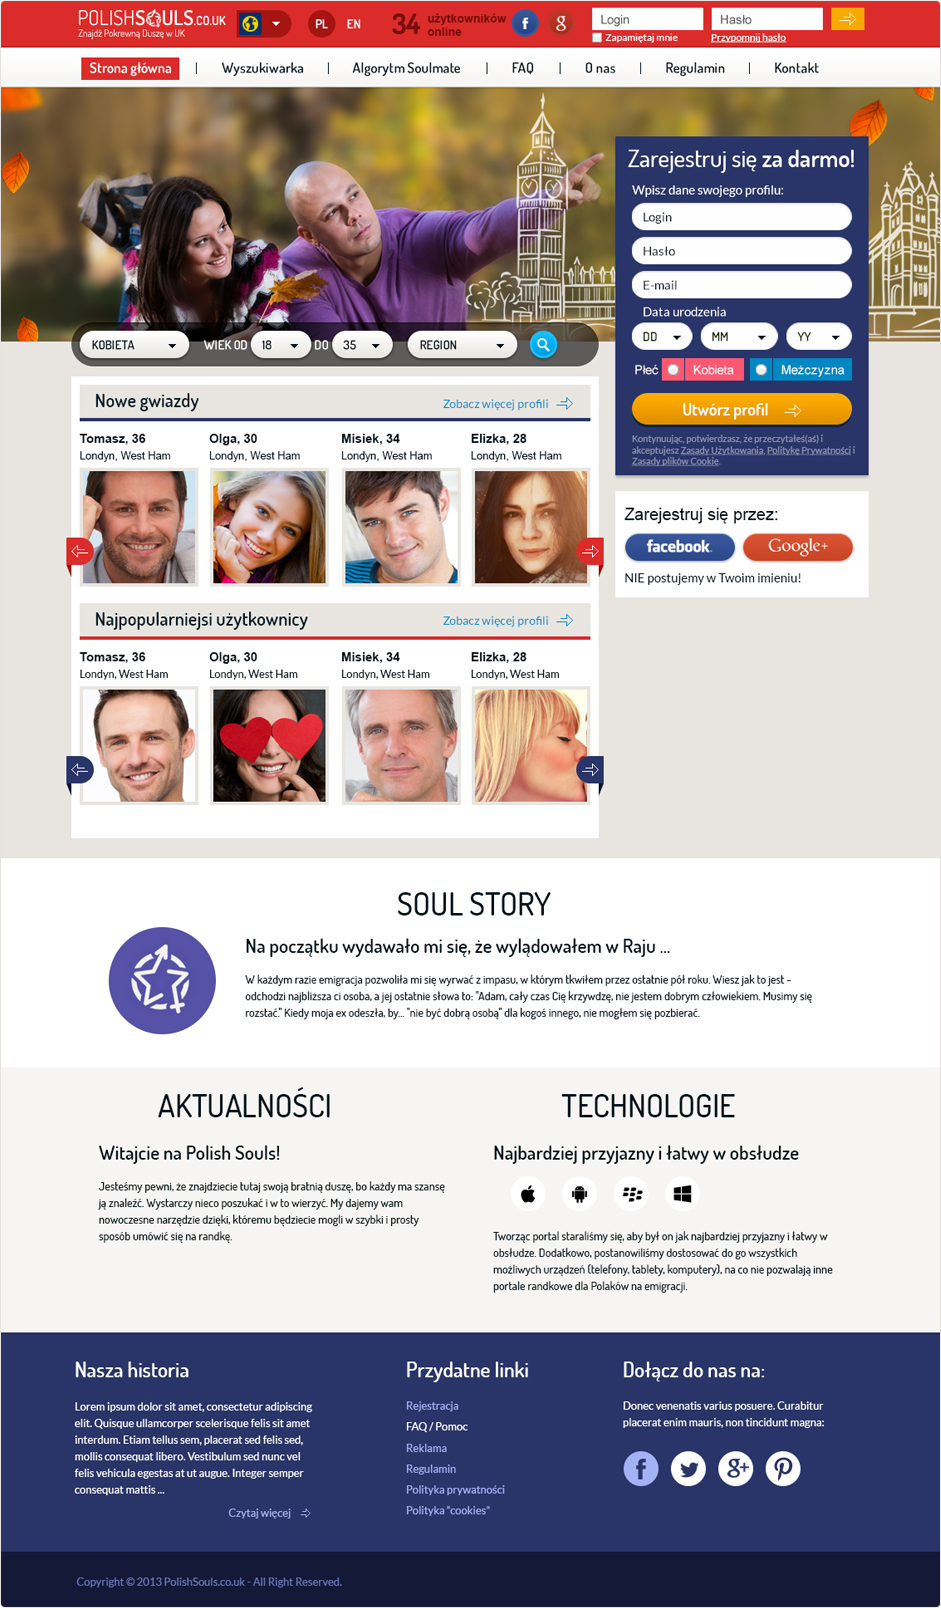 POLISHSOULS.CO.UK
Znajdź Pokrewną Duszę w UK
PL EN
34 użytkowników
online
Login
Hasło
Zapamiętaj mnie
Przypomnij hasło
Strona główna | Wyszukiwarka | Algorytm Soulmate | FAQ | O nas | Regulamin | Kontakt
Zarejestruj się za darmo!
Wpisz dane swojego profilu:
Login
Hasło
E-mail
Data urodzenia
DD MM YY
Płeć Kobieta Meżczyzna
Utwórz profil
Kontynuując, potwierdzasz, że przeczytałeś(aś) i
akceptujesz Zasady Użytkowania, Politykę Prywatności i
Zasady plików Cookie.
KOBIETA WIEK OD 18 DO 35 REGION
Nowe gwiazdy
Zobacz więcej profili
Tomasz, 36 Olga, 30 Misiek, 34 Elizka, 28
Londyn, West Ham Londyn, West Ham Londyn, West Ham Londyn, West Ham
Zarejestruj się przez:
facebook. Google+
NIE postujemy w Twoim imieniu!
Najpopularniejsi użytkownicy
Zobacz więcej profili
Tomasz, 36 Olga, 30 Misiek, 34 Elizka, 28
Londyn, West Ham Londyn, West Ham Londyn, West Ham Londyn, West Ham
SOUL STORY
Na początku wydawało mi się, że wylądowałem w Raju ...
W każdym razie emigracja pozwoliła mi się wyrwać z impasu, w którym tkwiłem przez ostatnie pół roku. Wiesz jak to jest –
odchodzi najbliższa ci osoba, a jej ostatnie słowa to: "Adam, cały czas Cię krzywdzę, nie jestem dobrym człowiekiem. Musimy się
rozstać." Kiedy moja ex odeszła, by... "nie być dobrą osobą" dla kogoś innego, nie mogłem się pozbierać.
AKTUALNOŚCI
Witajcie na Polish Souls!
Jesteśmy pewni, że znajdziecie tutaj swoją bratnią duszę, bo każdy ma szansę
ją znaleźć. Wystarczy nieco poszukać i w to wierzyć. My dajemy wam
nowoczesne narzędzie dzięki, któremu będziecie mogli w szybki i prosty
sposób umówić się na randkę.
TECHNOLOGIE
Najbardziej przyjazny i łatwy w obsłudze
Tworząc portal staraliśmy się, aby był on jak najbardziej przyjazny i łatwy w
obsłudze. Dodatkowo, postanowiliśmy dostosować do go wszystkich
możliwych urządzeń (telefony, tablety, komputery), na co nie pozwalają inne
portale randkowe dla Polaków na emigracji.
Nasza historia
Lorem ipsum dolor sit amet, consectetur adipiscing
elit. Quisque ullamcorper scelerisque felis sit amet
interdum. Etiam tellus sem, placerat sed felis sed,
mollis consequat libero. Vestibulum sed nunc vel
felis vehicula egestas at ut augue. Integer semper
consequat mattis ...
Czytaj więcej
Przydatne linki
Rejestracja
FAQ / Pomoc
Reklama
Regulamin
Polityka prywatności
Polityka "cookies"
Dołącz do nas na:
Donec venenatis varius posuere. Curabitur
placerat enim mauris, non tincidunt magna:
Copyright © 2013 PolishSouls.co.uk - All Right Reserved.